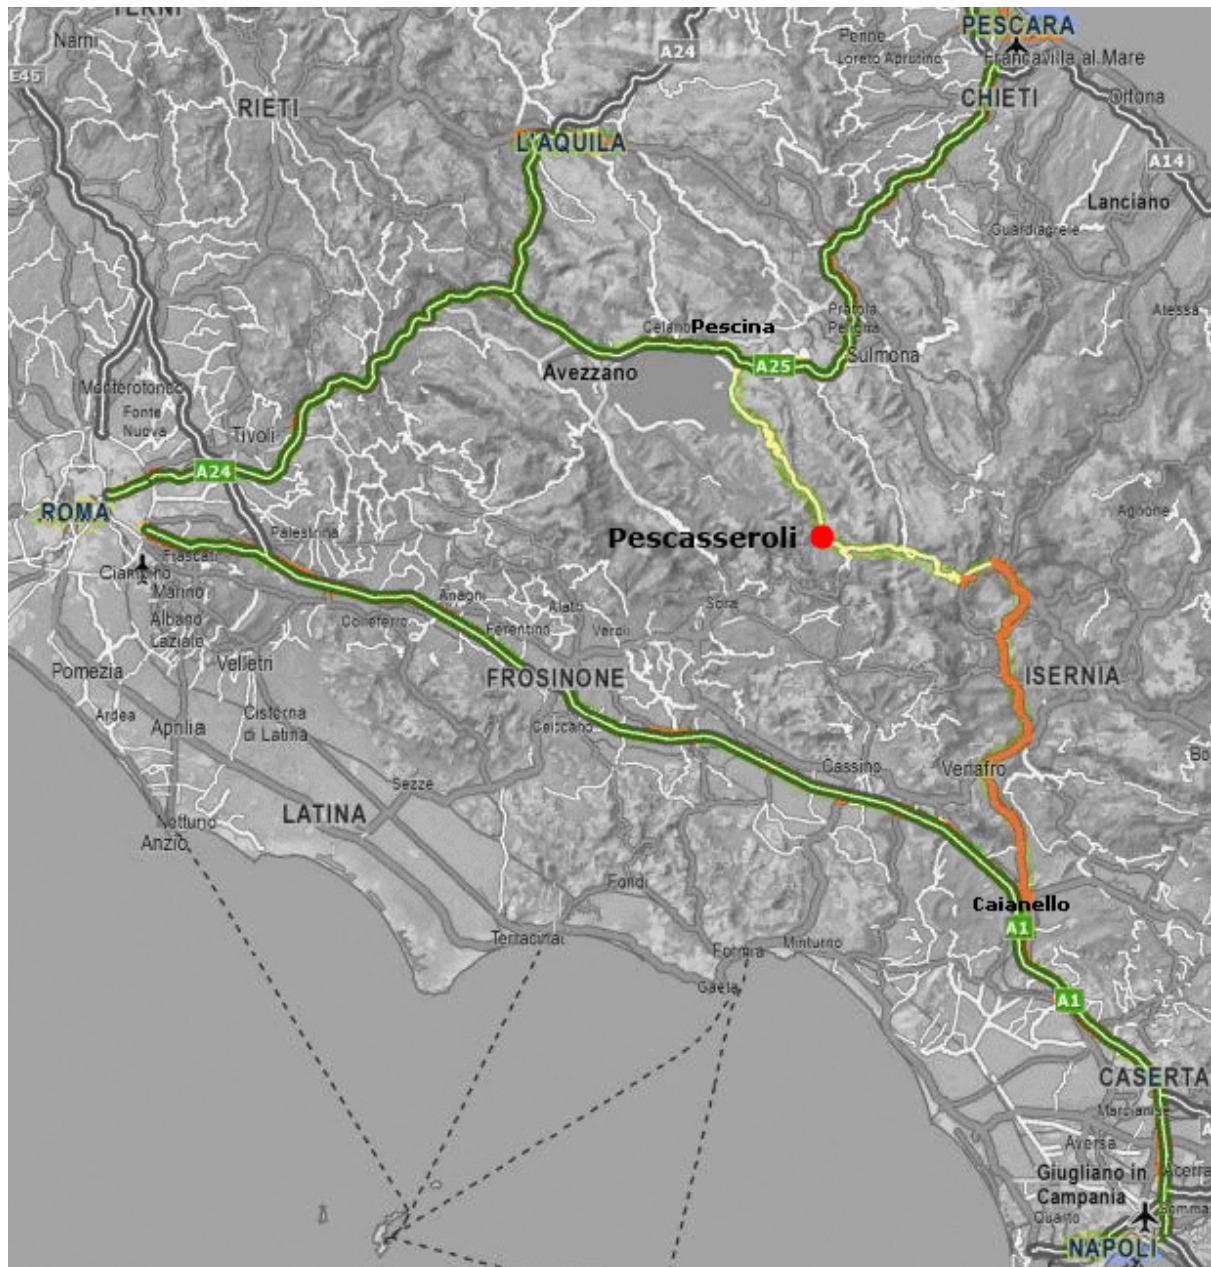 TERNI
PESCARA
Narni
Penne
A24
Loreto Aprutino
Francavilla al Mare
E45
RIETI
CHIETI
Ortona
L'AQUILA
A14
Lanciano
Guardiagrele
Atessa
Pratola
Peligna
Celano
Pescina
Sulmona
A25
Avezzano
Monterotondo
Fonte
Nuova
Tivoli
A24
ROMA
Agnone
Palestrina
Pescasseroli
Frascati
Ciampino
Marino
Anagni
Alatri
Sora
Albano
Laziale
Colleferro
Ferentino
Veroli
Pomezia
Velletri
FROSINONE
ISERNIA
Ardea
Aprilia
Cisterna
di Latina
Ceccano
Cassino
Venafro
Bo
Sezze
LATINA
Nettuno
Anzio
Fondi
Caianello
A1
Terracina
Formia
Minturno
Gaeta
A1
CASERTA
Marcianise
Aversa
A
Giugliano in
Campania
Acerra
Quarto
Somma
NAPOLI